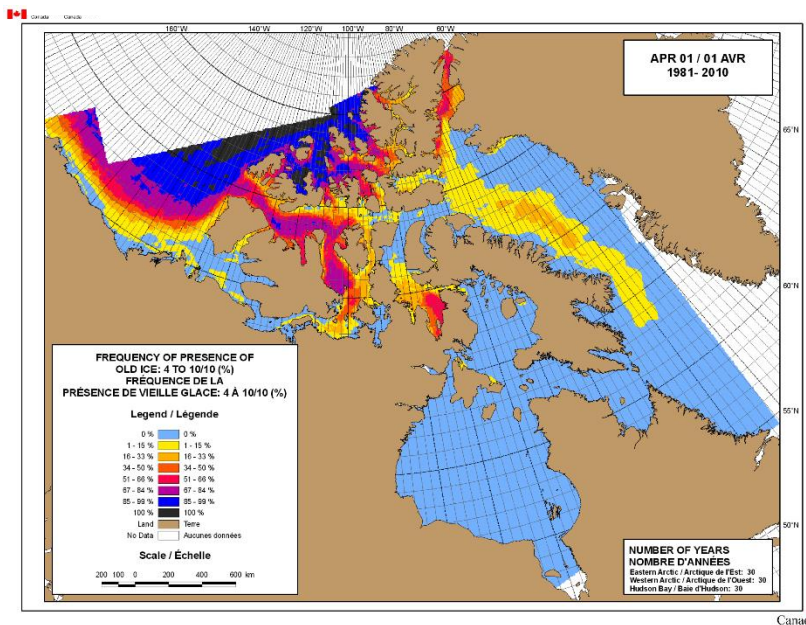 Canada Canada
160°W 140°W 120°W 100°W 80°W 60°W
APR 01 / 01 AVR
1981- 2010
65°N
60°N
55°N
50°N
FREQUENCY OF PRESENCE OF
OLD ICE: 4 TO 10/10 (%)
FRÉQUENCE DE LA
PRÉSENCE DE VIEILLE GLACE: 4 À 10/10 (%)
Legend / Légende
0 % 0 %
1 - 15 % 1 - 15 %
16 - 33 % 16 - 33 %
34 - 50 % 34 - 50 %
51 - 66 % 51 - 66 %
67 - 84 % 67 - 84 %
85 - 99 % 85 - 99 %
100 % 100 %
Land Terre
No Data Aucunes données
Scale / Échelle
200 100 0 200 400 600 km
NUMBER OF YEARS
NOMBRE D'ANNÉES
Eastern Arctic / Arctique de l'Est: 30
Western Arctic / Arctique de l'Ouest: 30
Hudson Bay / Baie d'Hudson: 30
Canad